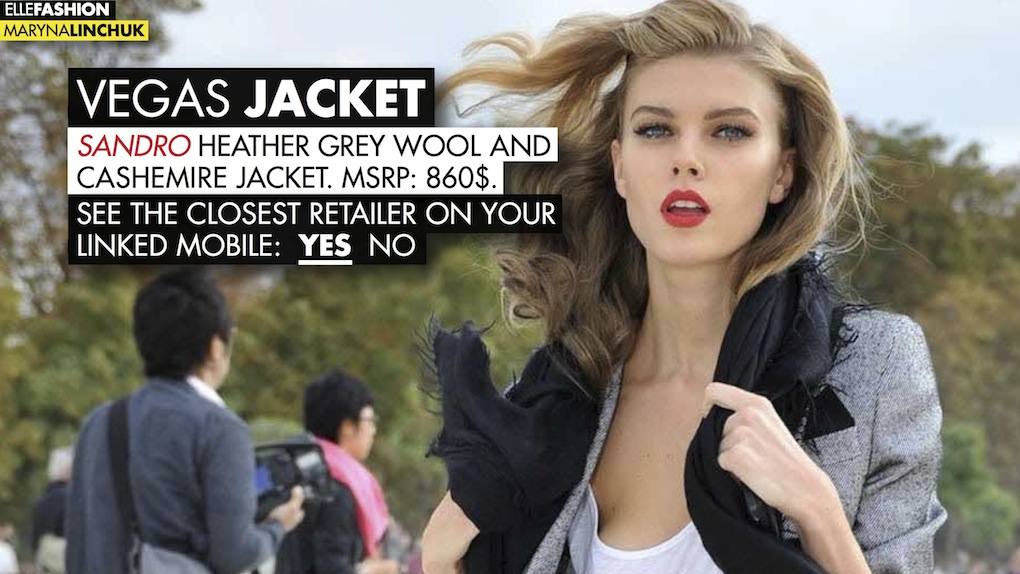 ELLEFASHION
MARYNALINCHUK
VEGAS JACKET
SANDRO HEATHER GREY WOOL AND
CASHEMIRE JACKET. MSRP: 860$.
SEE THE CLOSEST RETAILER ON YOUR
LINKED MOBILE: YES NO